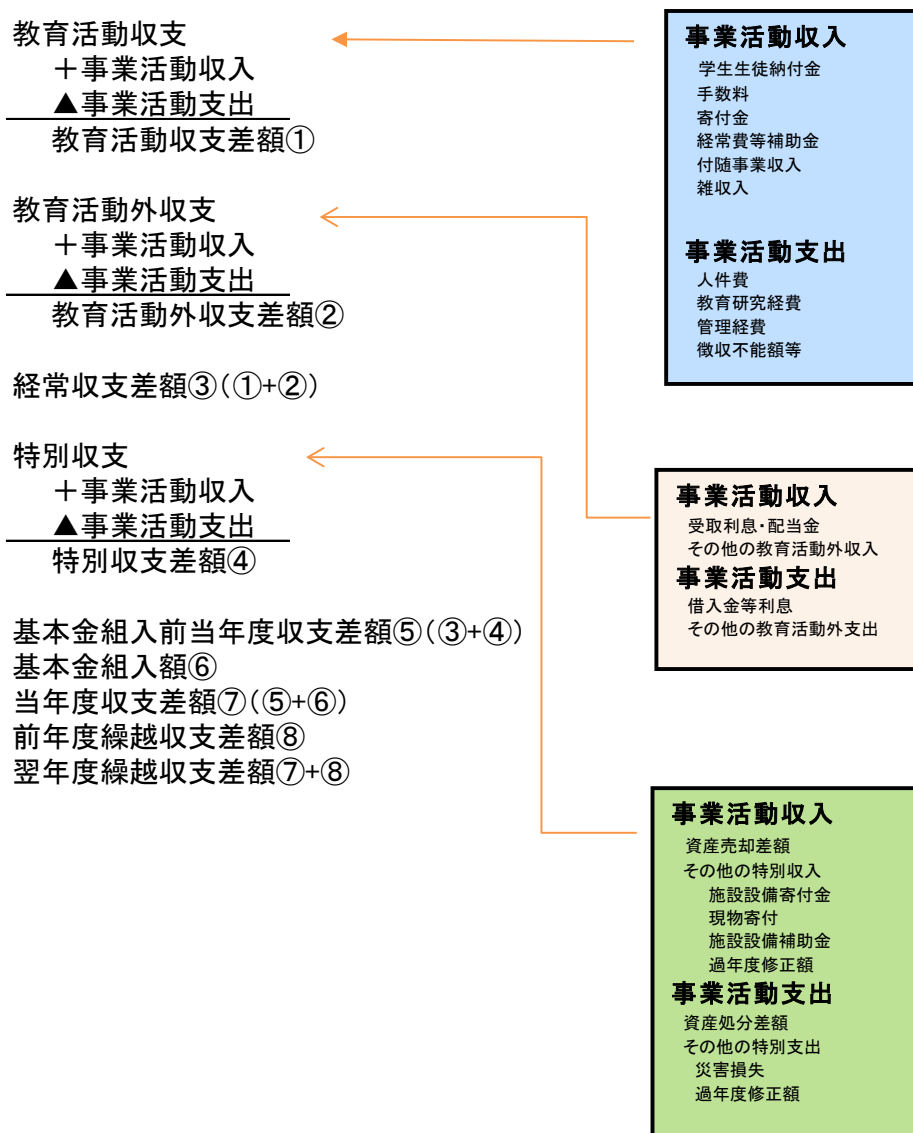 教育活動収支
＋事業活動収入
▲事業活動支出
教育活動収支差額①
教育活動外収支
＋事業活動収入
▲事業活動支出
教育活動外収支差額②
経常収支差額③(①+②)
特別収支
＋事業活動収入
▲事業活動支出
特別収支差額④
基本金組入前当年度収支差額⑤(③+④)
基本金組入額⑥
当年度収支差額⑦(⑤+⑥)
前年度繰越収支差額⑧
翌年度繰越収支差額⑦+⑧
事業活動収入
学生生徒納付金
手数料
寄付金
経常費等補助金
付随事業収入
雑収入
事業活動支出
人件費
教育研究経費
管理経費
徴収不能額等
事業活動収入
受取利息・配当金
その他の教育活動外収入
事業活動支出
借入金等利息
その他の教育活動外支出
事業活動収入
資産売却差額
その他の特別収入
施設設備寄付金
現物寄付
施設設備補助金
過年度修正額
事業活動支出
資産処分差額
その他の特別支出
災害損失
過年度修正額